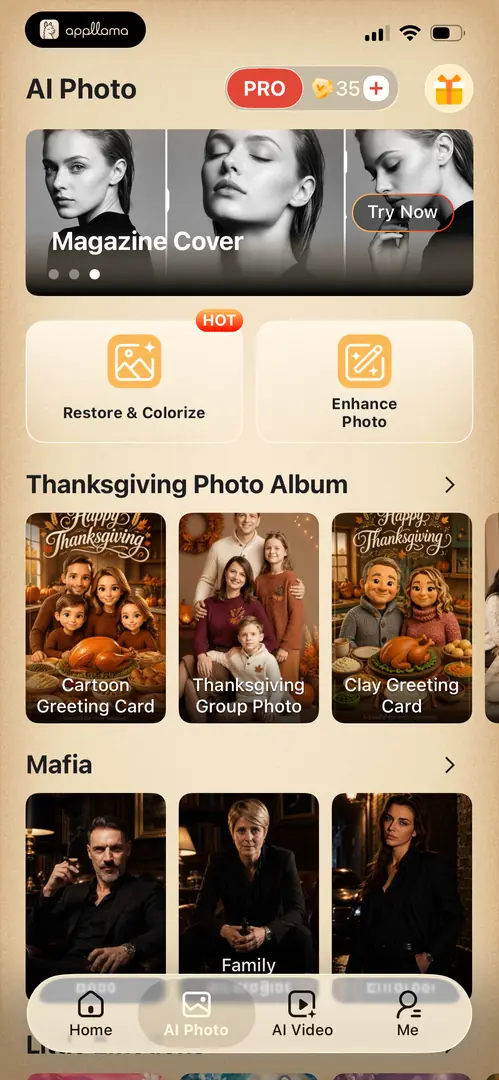 appllama
AI Photo
PRO
35
Magazine Cover
Try Now
HOT
Restore & Colorize
Enhance
Photo
Thanksgiving Photo Album
Happy
Thanksgiving
Happy
Thanksgiving
Cartoon
Greeting Card
Thanksgiving
Group Photo
Clay Greeting
Card
Mafia
Family
Home
AI Photo
AI Video
Me